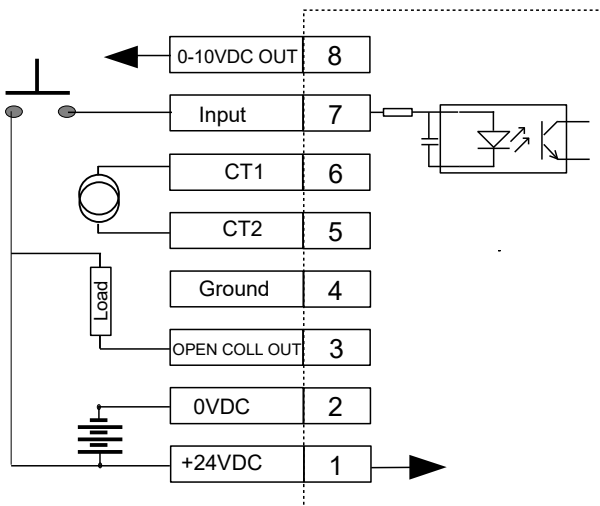 0-10VDC OUT 8
Input 7
CT1 6
CT2 5
Ground 4
Load
OPEN COLL OUT 3
0VDC 2
+24VDC 1